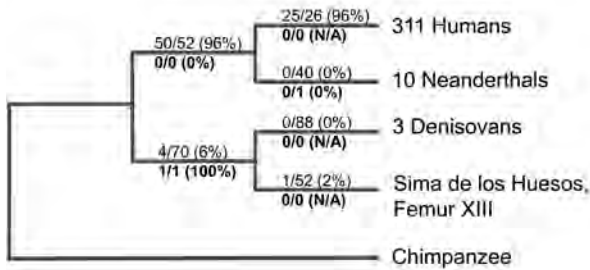 25/26 (96%)
0/0 (N/A)
311 Humans
50/52 (96%)
0/0 (0%)
0/40 (0%)
0/1 (0%)
10 Neanderthals
0/88 (0%)
0/0 (N/A)
3 Denisovans
4/70 (6%)
1/1 (100%)
1/52 (2%)
0/0 (N/A)
Sima de los Huesos,
Femur XIII
Chimpanzee